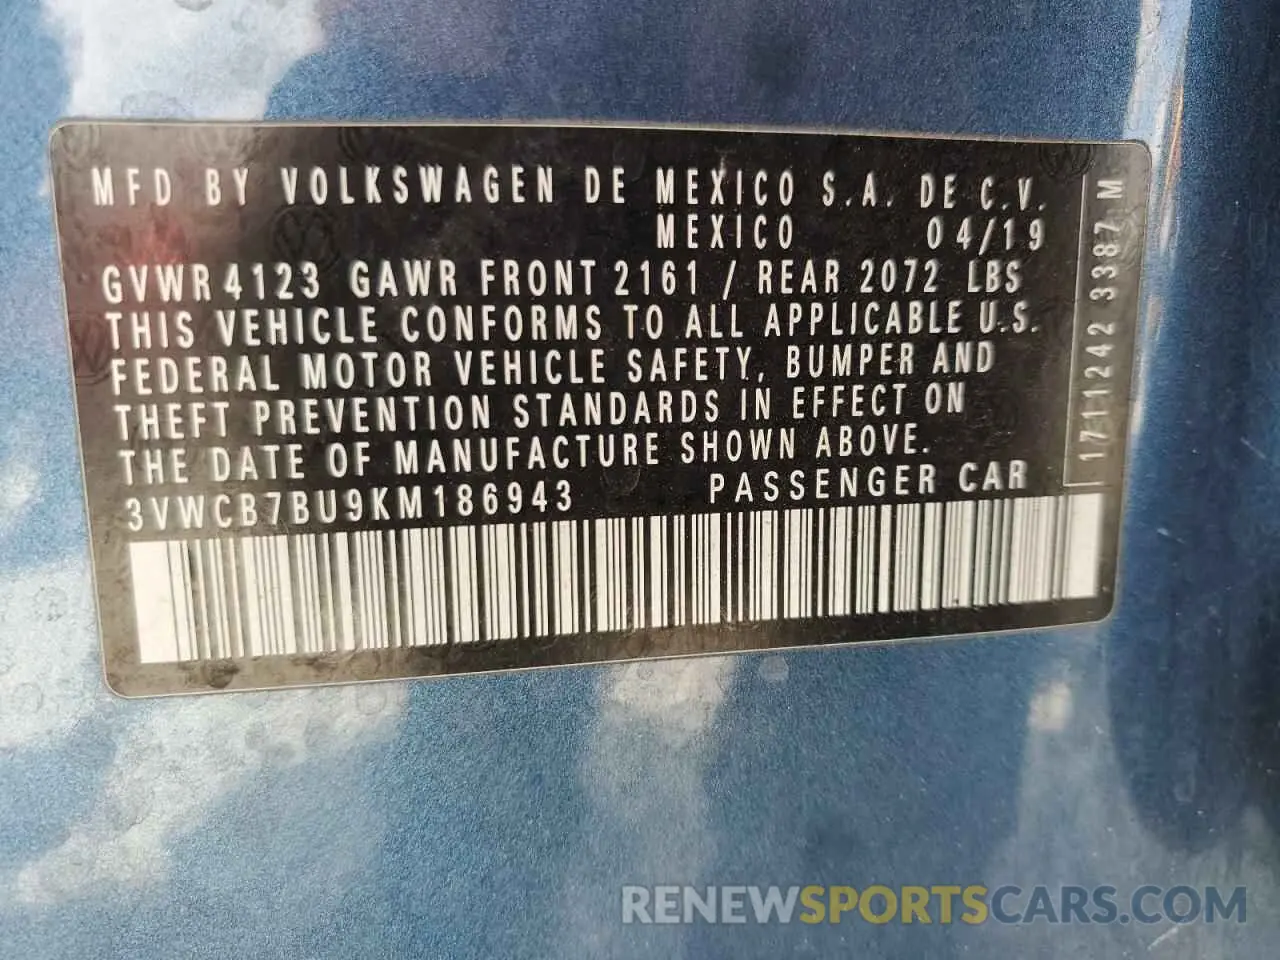 MFD BY VOLKSWAGEN DE MEXICO S.A. DE C.V.
MEXICO 04/19
GVWR 4123 GAWR FRONT 2161 / REAR 2072 LBS
THIS VEHICLE CONFORMS TO ALL APPLICABLE U.S.
FEDERAL MOTOR VEHICLE SAFETY, BUMPER AND
THEFT PREVENTION STANDARDS IN EFFECT ON
THE DATE OF MANUFACTURE SHOWN ABOVE.
3VWCB7BU9KM186943 PASSENGER CAR
1711242 3387 M
RENEWSPORTSCARS.COM